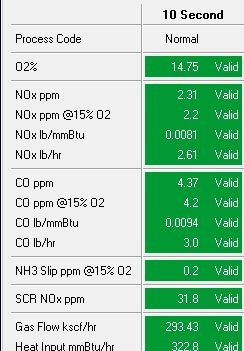 10 Second
Process Code Normal
O2% 14.75 Valid
NOx ppm 2.31 Valid
NOx ppm @15% O2 2.2 Valid
NOx lb/mmBtu 0.0081 Valid
NOx lb/hr 2.61 Valid
CO ppm 4.37 Valid
CO ppm @15% O2 4.2 Valid
CO lb/mmBtu 0.0094 Valid
CO lb/hr 3.0 Valid
NH3 Slip ppm @15% O2 0.2 Valid
SCR NOx ppm 31.8 Valid
Gas Flow kscf/hr 293.43 Valid
Heat Input mmBtu/hr 322.8 Valid